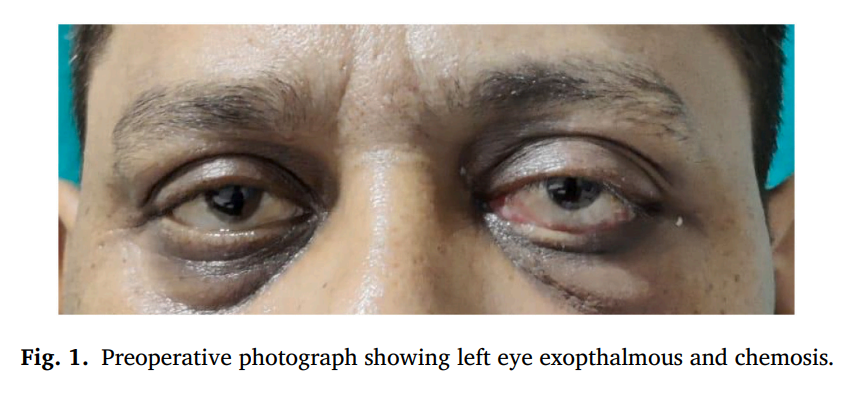 Fig. 1. Preoperative photograph showing left eye exopthalmous and chemosis.